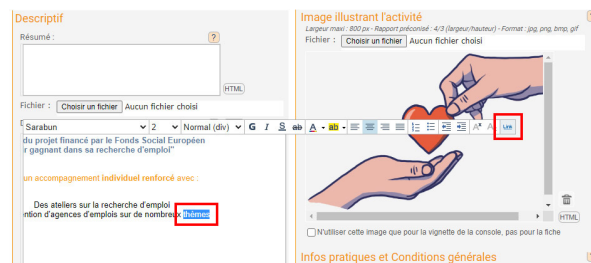 Descriptif
Résumé :
?
HTML
Fichier : Choisir un fichier Aucun fichier choisi
Sarabun 2 Normal (div) G I S ab A ab
du projet financé par le Fonds Social Européen
r gagnant dans sa recherche d'emploi"
un accompagnement individuel renforcé avec :
Des ateliers sur la recherche d'emploi
ntion d'agences d'emplois sur de nombreux thèmes
Image illustrant l'activité
Largeur maxi : 800 px - Rapport préconisé : 4/3 (largeur/hauteur) - Format : jpg, png, bmp, gif
Fichier : Choisir un fichier Aucun fichier choisi
HTML
N'utiliser cette image que pour la vignette de la console, pas pour la fiche
Infos pratiques et Conditions générales